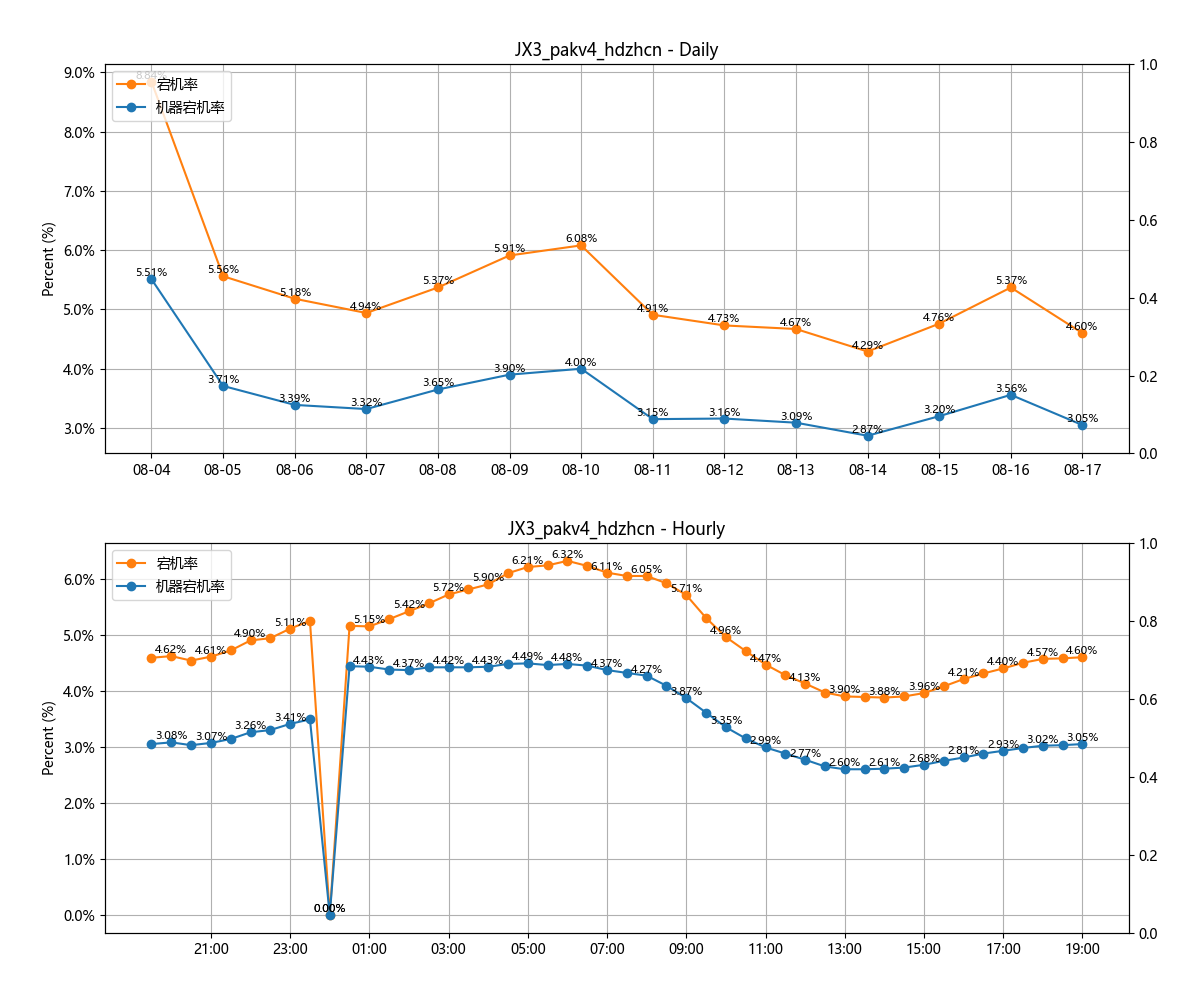 JX3_pakv4_hdzhcn - Daily
宕机率
机器宕机率
Percent (%)
9.0%
8.0%
7.0%
6.0%
5.0%
4.0%
3.0%
1.0
0.8
0.6
0.4
0.2
0.0
8.84% 5.56% 5.18% 4.94% 5.37% 5.91% 6.08% 4.91% 4.73% 4.67% 4.29% 4.76% 5.37% 4.60%
5.51% 3.71% 3.39% 3.32% 3.65% 3.90% 4.00% 3.15% 3.16% 3.09% 2.87% 3.20% 3.56% 3.05%
08-04 08-05 08-06 08-07 08-08 08-09 08-10 08-11 08-12 08-13 08-14 08-15 08-16 08-17
JX3_pakv4_hdzhcn - Hourly
宕机率
机器宕机率
Percent (%)
6.0%
5.0%
4.0%
3.0%
2.0%
1.0%
0.0%
1.0
0.8
0.6
0.4
0.2
0.0
4.62% 4.61% 4.90% 5.11% 0.00% 5.15% 5.42% 5.72% 5.90% 6.21% 6.32% 6.11% 6.05% 5.71% 4.96% 4.47% 4.13% 3.90% 3.88% 3.96% 4.21% 4.40% 4.57% 4.60%
3.08% 3.07% 3.26% 3.41% 0.00% 4.43% 4.37% 4.42% 4.43% 4.49% 4.48% 4.37% 4.27% 3.87% 3.35% 2.99% 2.77% 2.60% 2.61% 2.68% 2.81% 2.93% 3.02% 3.05%
21:00 23:00 01:00 03:00 05:00 07:00 09:00 11:00 13:00 15:00 17:00 19:00